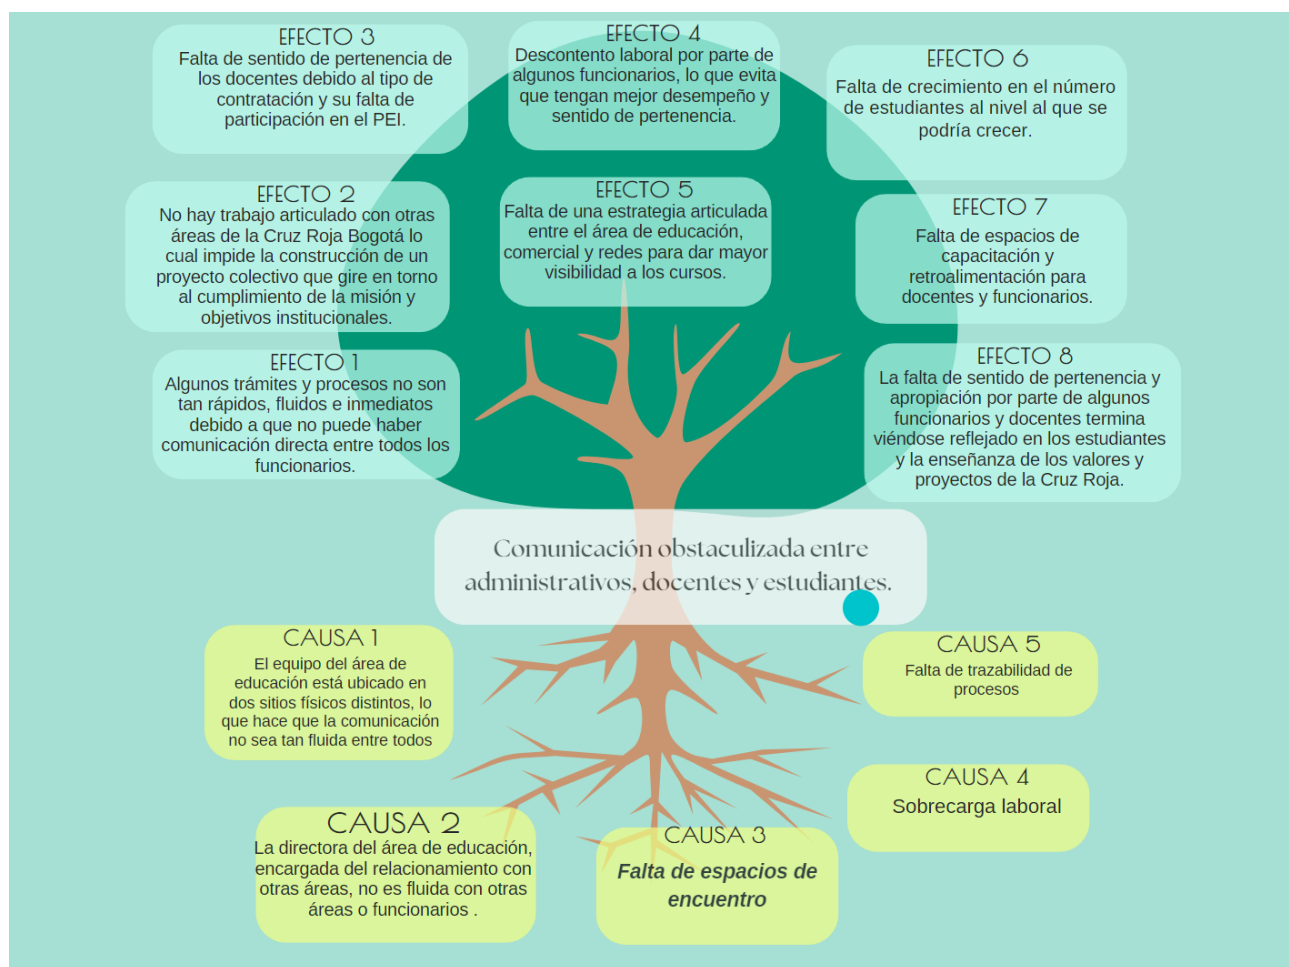 EFECTO 3
Falta de sentido de pertenencia de
los docentes debido al tipo de
contratación y su falta de
participación en el PEI.
EFECTO 4
Descontento laboral por parte de
algunos funcionarios, lo que evita
que tengan mejor desempeño y
sentido de pertenencia.
EFECTO 6
Falta de crecimiento en el número
de estudiantes al nivel al que se
podría crecer.
EFECTO 2
No hay trabajo articulado con otras
áreas de la Cruz Roja Bogotá lo
cual impide la construcción de un
proyecto colectivo que gire en torno
al cumplimiento de la misión y
objetivos institucionales.
EFECTO 5
Falta de una estrategia articulada
entre el área de educación,
comercial y redes para dar mayor
visibilidad a los cursos.
EFECTO 7
Falta de espacios de
capacitación y
retroalimentación para
docentes y funcionarios.
EFECTO 1
Algunos trámites y procesos no son
tan rápidos, fluidos e inmediatos
debido a que no puede haber
comunicación directa entre todos los
funcionarios.
EFECTO 8
La falta de sentido de pertenencia y
apropiación por parte de algunos
funcionarios y docentes termina
viéndose reflejado en los estudiantes
y la enseñanza de los valores y
proyectos de la Cruz Roja.
Comunicación obstaculizada entre
administrativos, docentes y estudiantes.
CAUSA 1
El equipo del área de
educación está ubicado en
dos sitios físicos distintos, lo
que hace que la comunicación
no sea tan fluida entre todos
CAUSA 5
Falta de trazabilidad de
procesos
CAUSA 2
La directora del área de educación,
encargada del relacionamiento con
otras áreas, no es fluida con otras
áreas o funcionarios .
CAUSA 3
Falta de espacios de
encuentro
CAUSA 4
Sobrecarga laboral